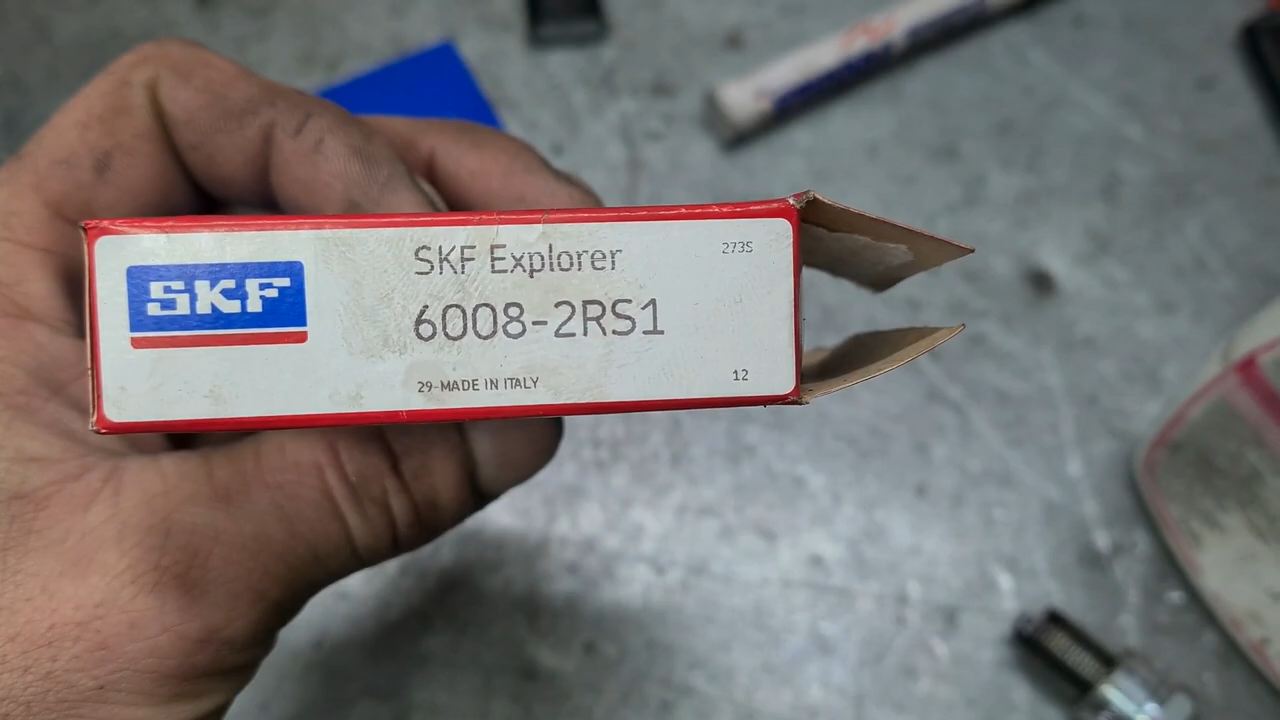 SKF
SKF Explorer
273S
6008-2RS1
29-MADE IN ITALY
12